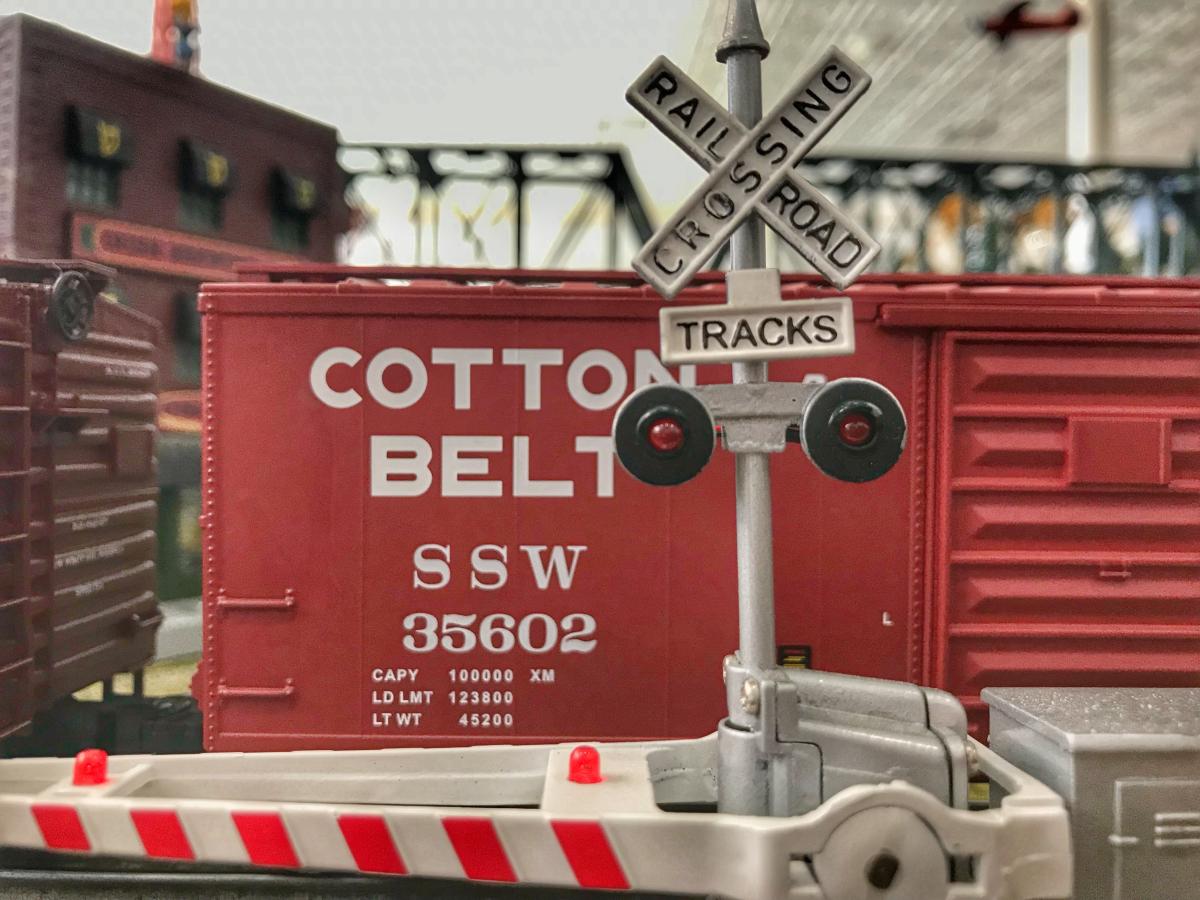 RAIL ROAD
CROSSING
TRACKS
COTTON
BELT
SSW
35602
CAPY 100000 XM
LD LMT 123800
LT WT 45200
L